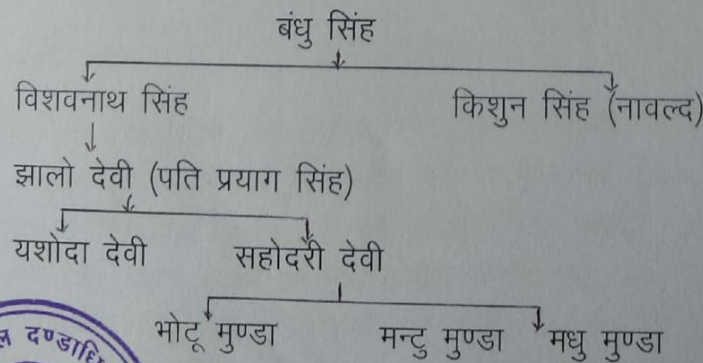 बंधु सिंह
विशवनाथ सिंह किशुन सिंह (नावल्द)
झालो देवी (पति प्रयाग सिंह)
यशोदा देवी सहोदरी देवी
भोटू मुण्डा मन्टु मुण्डा मधु मुण्डा